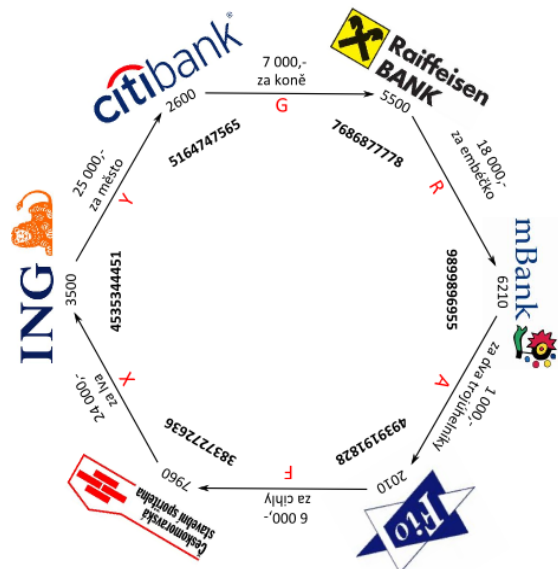 citibank®
2600
7 000,-
za koně
G
Raiffeisen
BANK
5500
5164747565
7686877778
18 000,-
za embéčko
R
mBank
6210
9899896955
1 000,-
za dva trojúhelníky
A
Fio
2010
4939191828
F
6 000,-
za cihly
Českomoravská
stavební spořitelna
7960
3837272636
24 000,-
za lva
X
ING
3500
4535344451
25 000,-
za město
Y